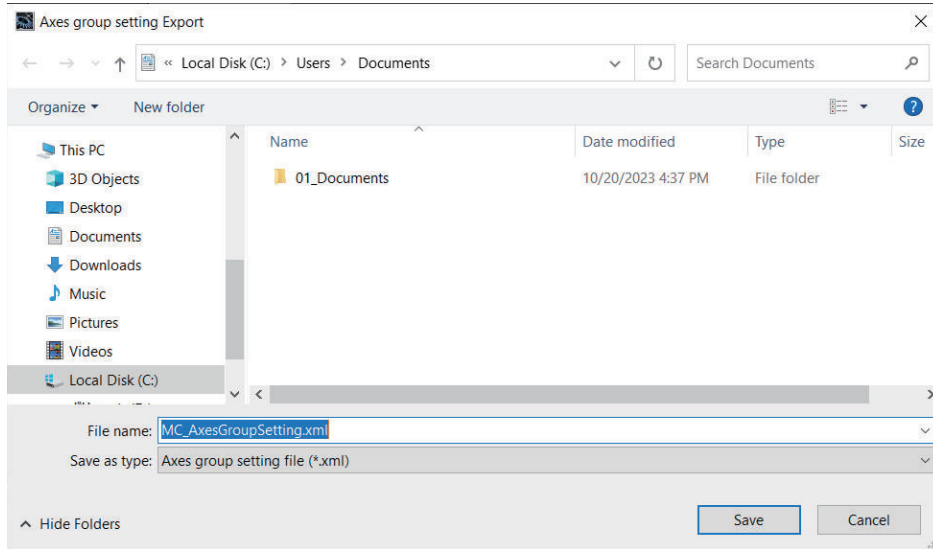 Axes group setting Export
« Local Disk (C:) > Users > Documents
Search Documents
Organize
New folder
Name
Date modified
Type
Size
This PC
3D Objects
Desktop
Documents
Downloads
Music
Pictures
Videos
Local Disk (C:)
01_Documents
10/20/2023 4:37 PM
File folder
File name: MC_AxesGroupSetting.xml
Save as type: Axes group setting file (*.xml)
Hide Folders
Save
Cancel